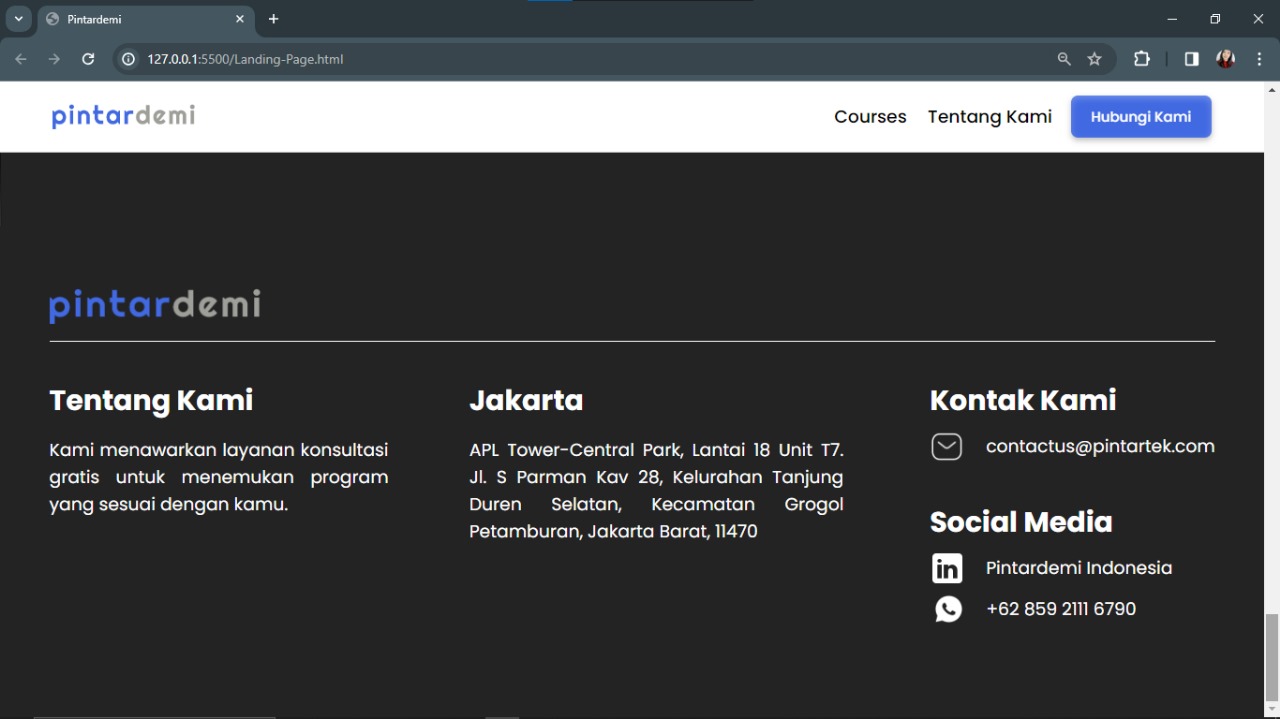 Pintardemi
127.0.0.1:5500/Landing-Page.html
pintardemi
Courses
Tentang Kami
Hubungi Kami
pintardemi
Tentang Kami
Kami menawarkan layanan konsultasi
gratis untuk menemukan program
yang sesuai dengan kamu.
Jakarta
APL Tower-Central Park, Lantai 18 Unit T7.
Jl. S Parman Kav 28, Kelurahan Tanjung
Duren Selatan, Kecamatan Grogol
Petamburan, Jakarta Barat, 11470
Kontak Kami
contactus@pintartek.com
Social Media
in
Pintardemi Indonesia
+62 859 2111 6790